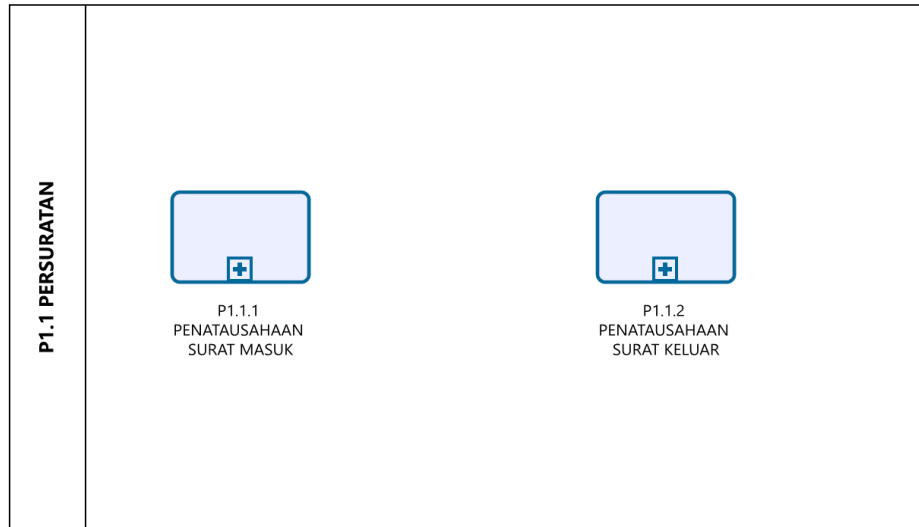 P1.1 PERSURATAN
P1.1.1
PENATAUSAHAAN
SURAT MASUK
P1.1.2
PENATAUSAHAAN
SURAT KELUAR